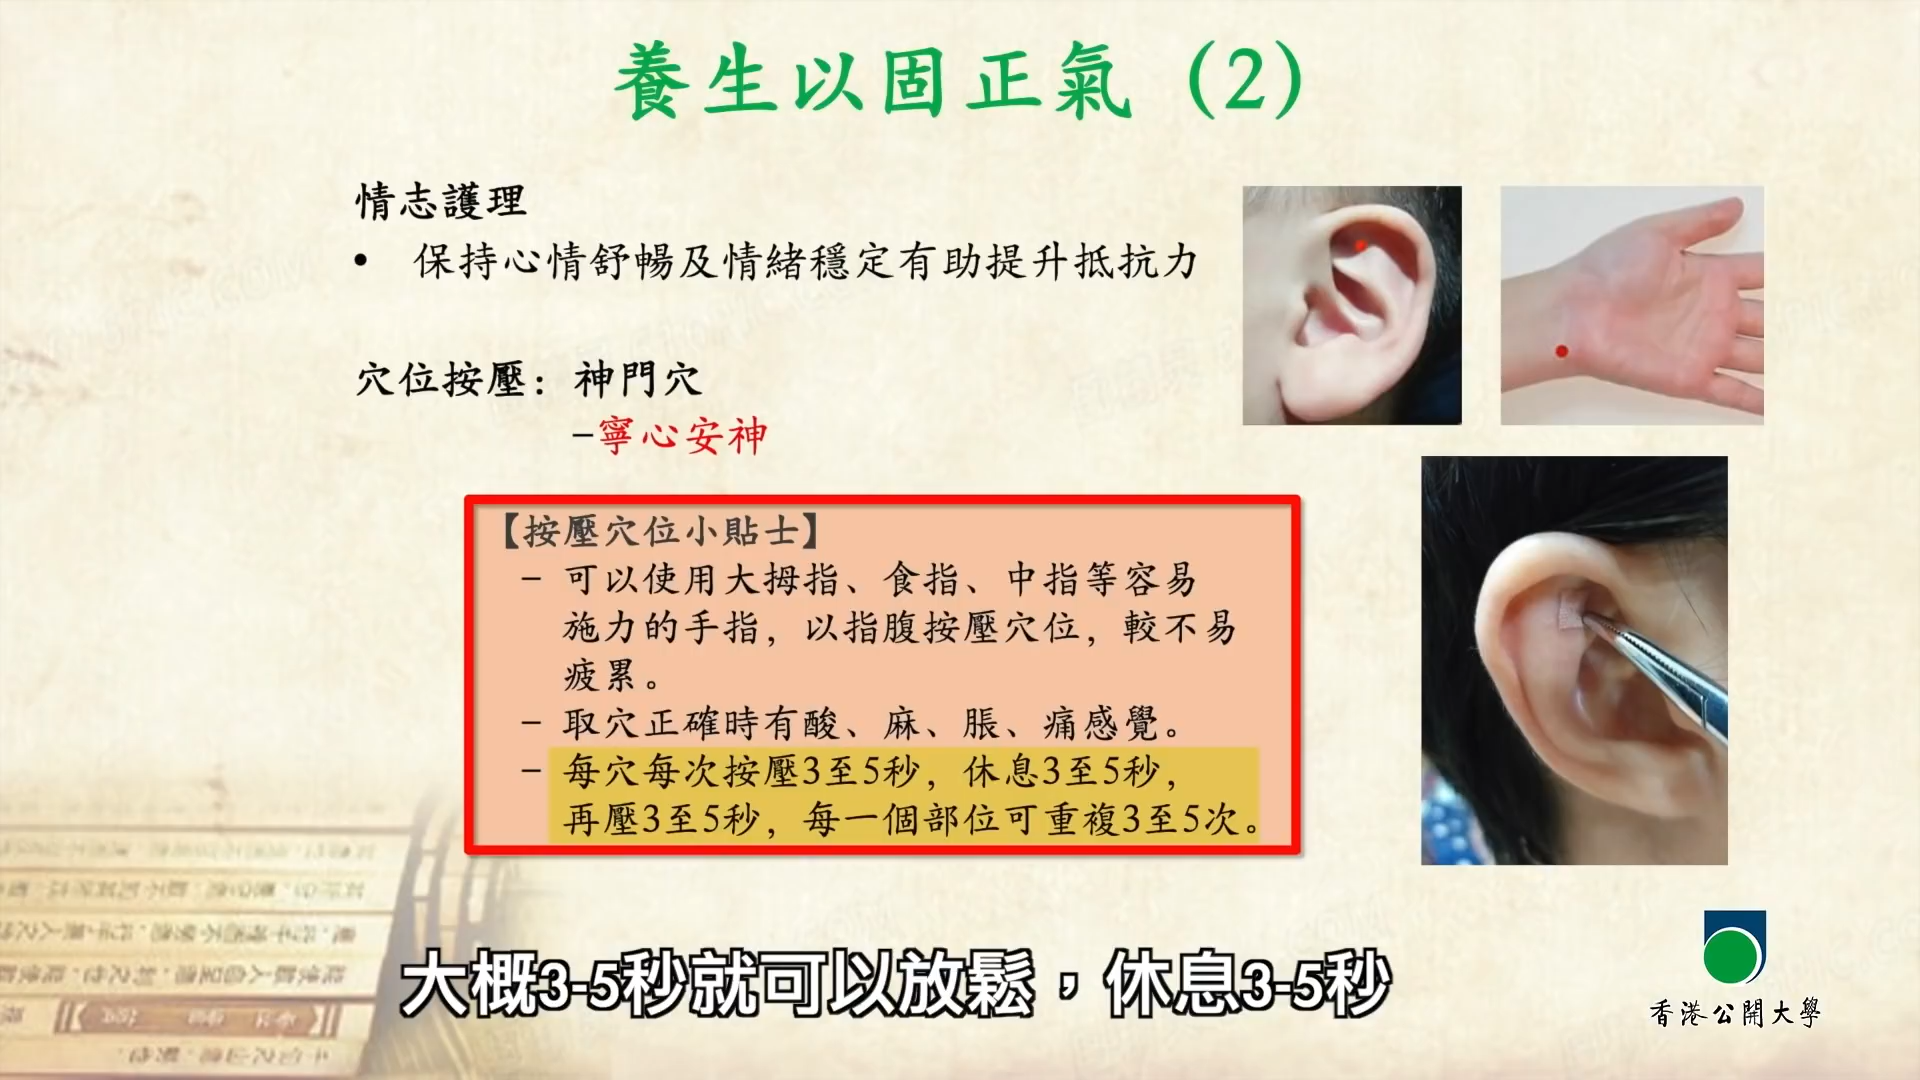 養生以固正氣（2）
情志護理
• 保持心情舒暢及情緒穩定有助提升抵抗力
穴位按壓：神門穴
–寧心安神
【按壓穴位小貼士】
– 可以使用大拇指、食指、中指等容易
施力的手指，以指腹按壓穴位，較不易
疲累。
– 取穴正確時有酸、麻、脹、痛感覺。
– 每穴每次按壓3至5秒，休息3至5秒，
再壓3至5秒，每一個部位可重複3至5次。
大概3-5秒就可以放鬆，休息3-5秒
香港公開大學